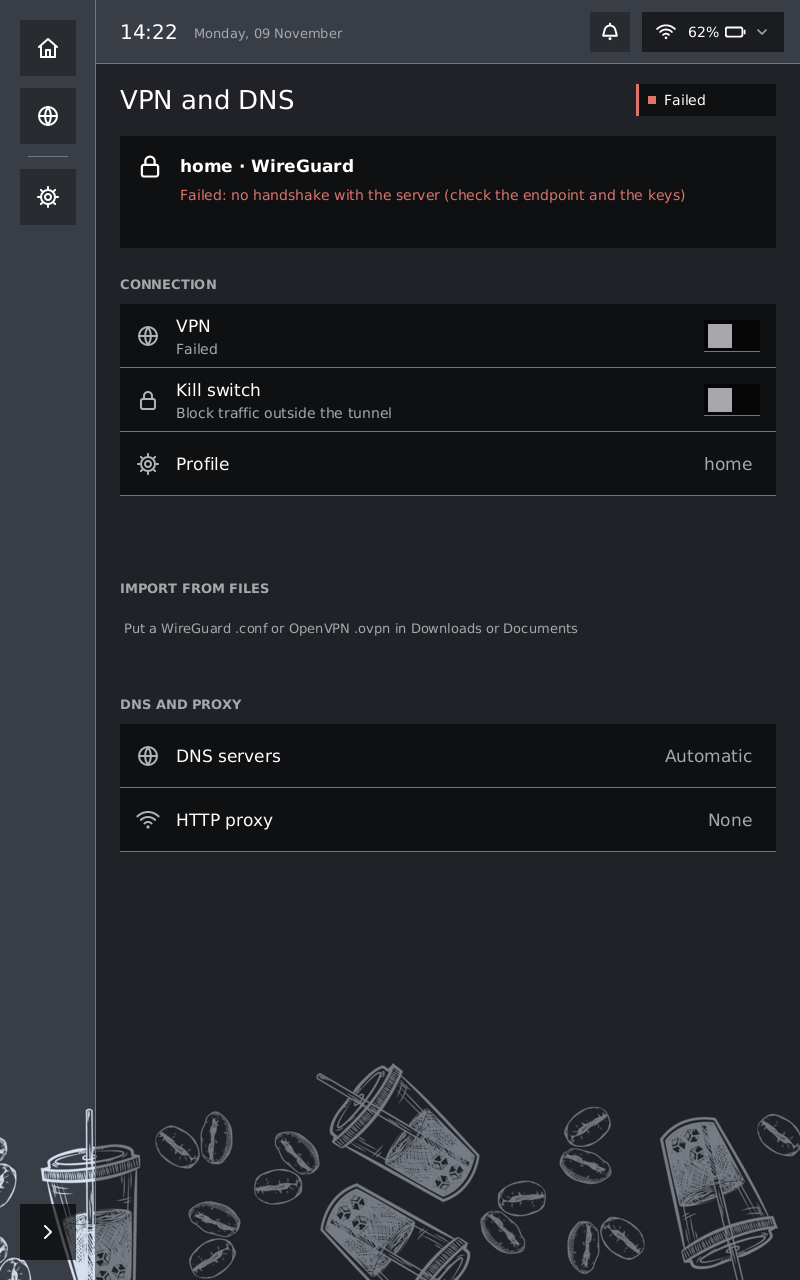 14:22 Monday, 09 November
62%
VPN and DNS
Failed
home · WireGuard
Failed: no handshake with the server (check the endpoint and the keys)
CONNECTION
VPN
Failed
Kill switch
Block traffic outside the tunnel
Profile home
IMPORT FROM FILES
Put a WireGuard .conf or OpenVPN .ovpn in Downloads or Documents
DNS AND PROXY
DNS servers Automatic
HTTP proxy None